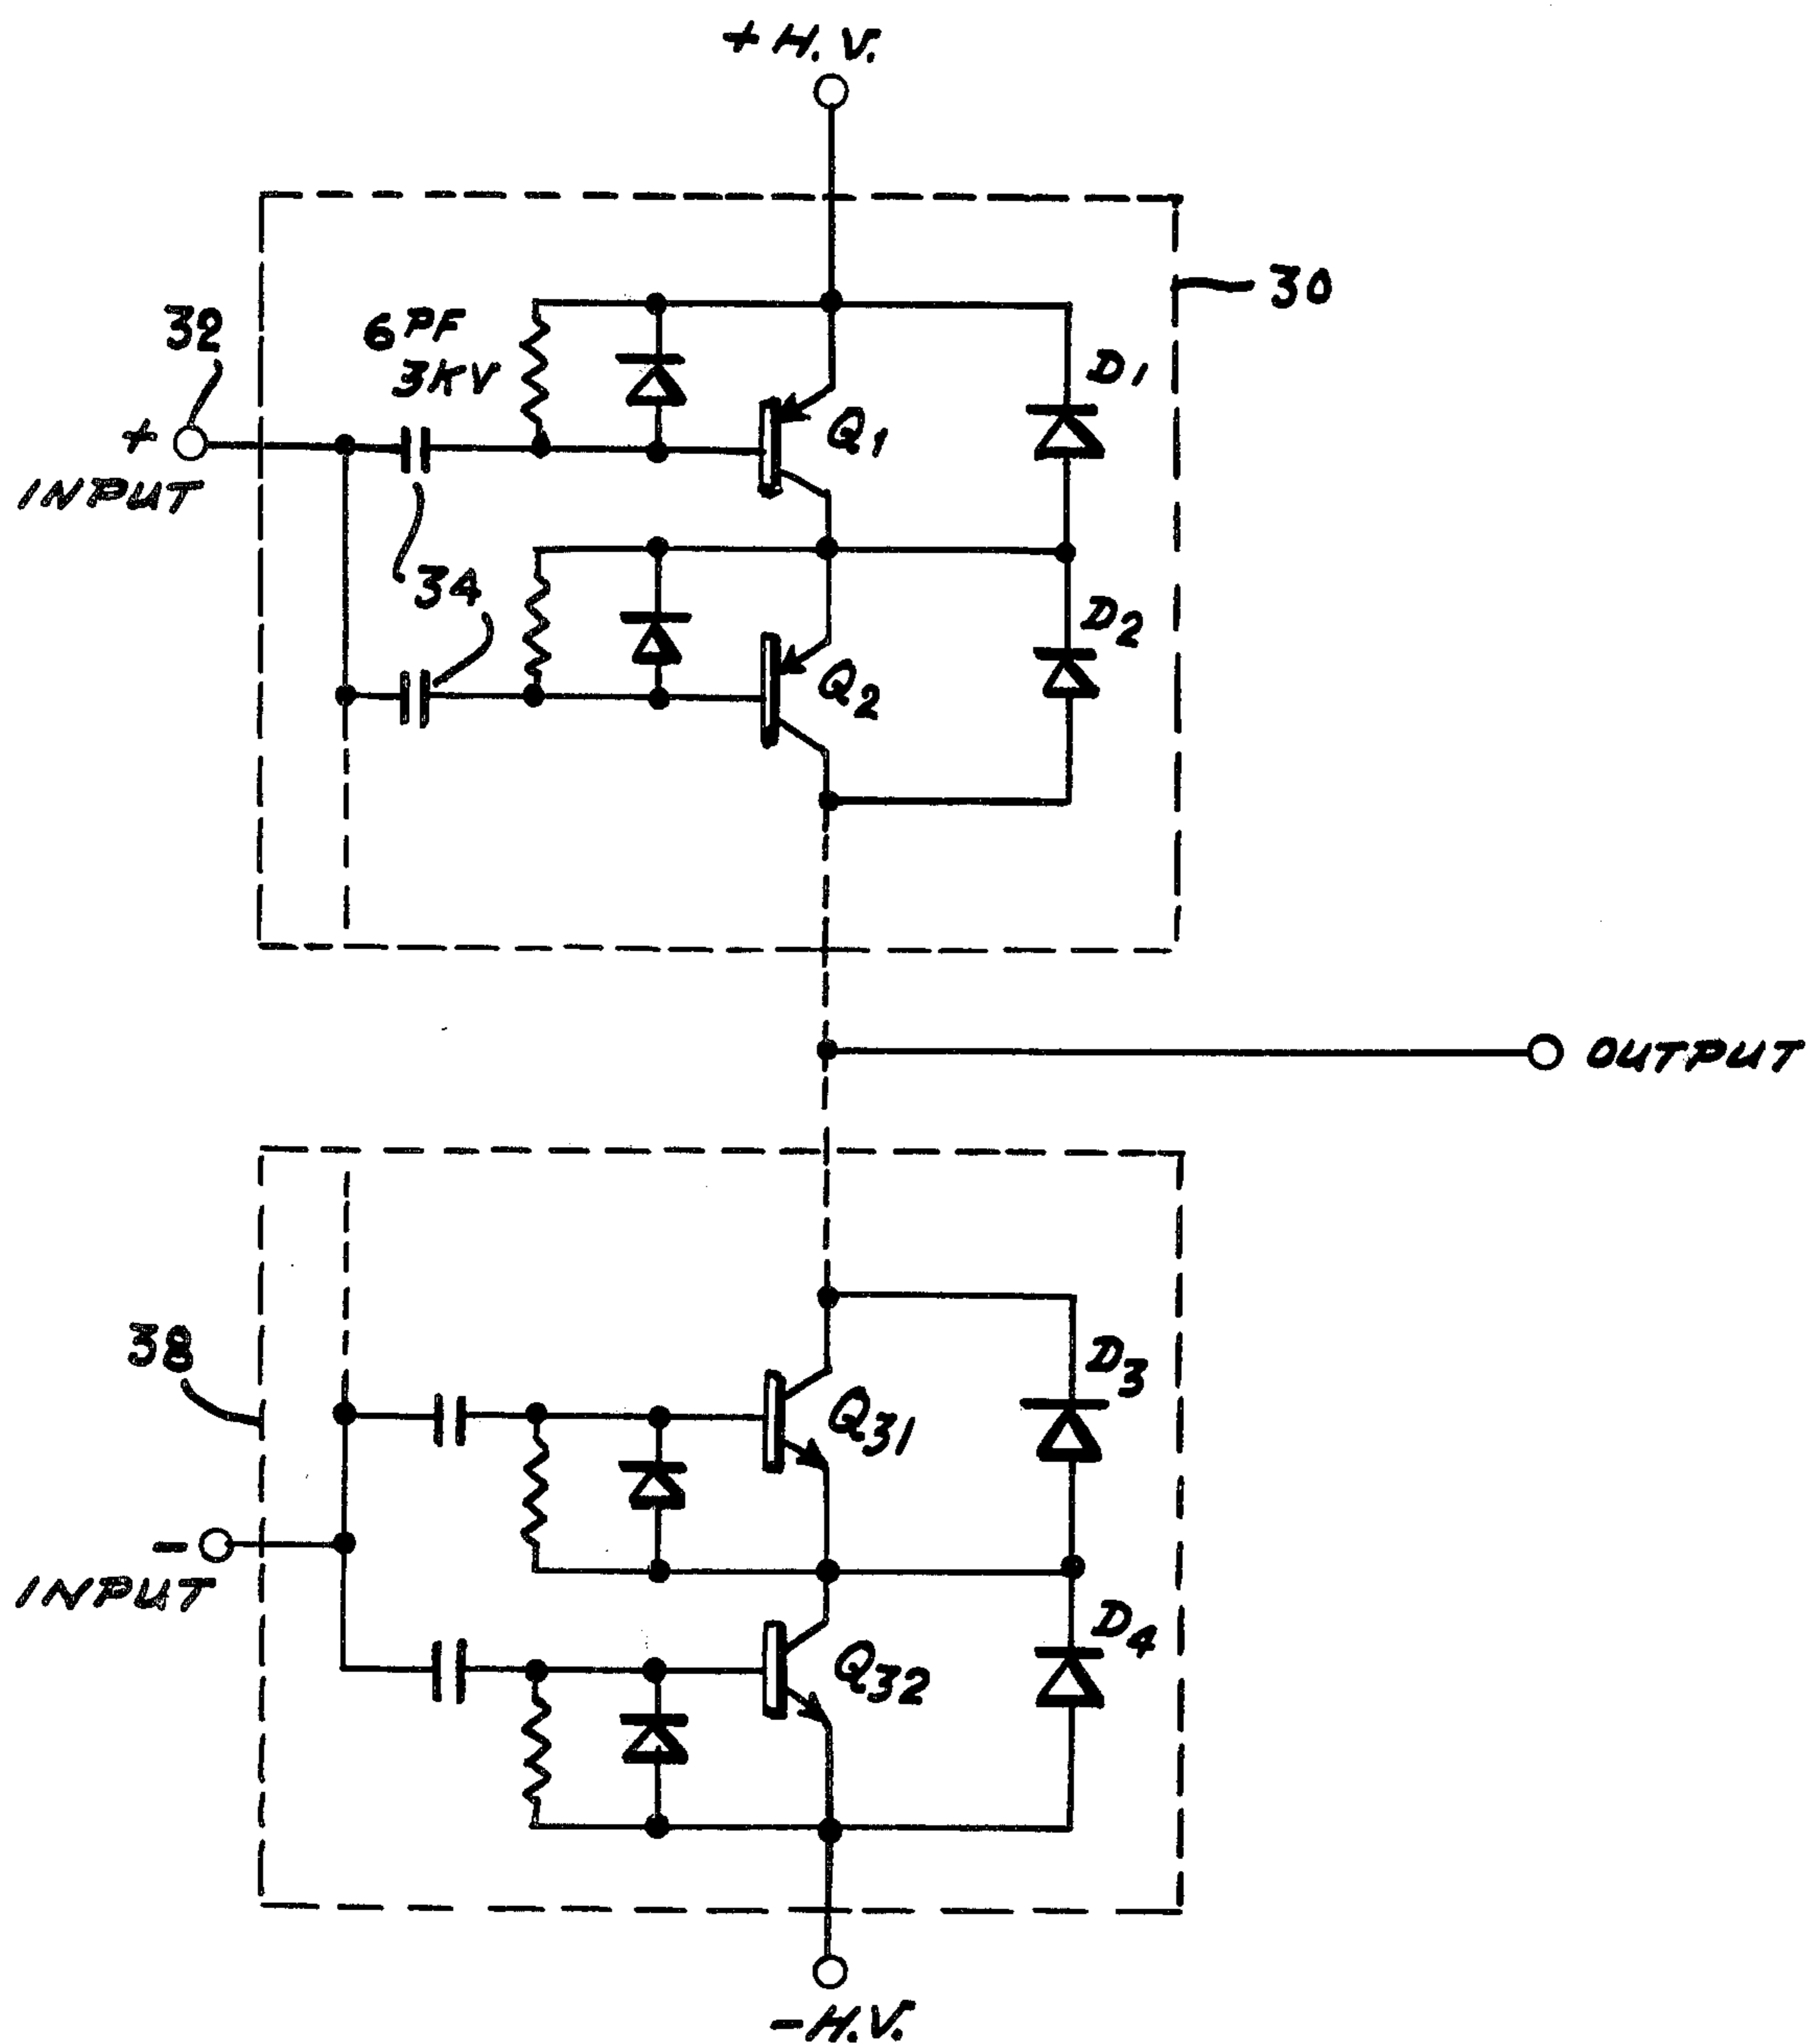 + H. V.
30
32
6PF
3KV
D1
+
Q1
INPUT
34
D2
Q2
OUTPUT
38
D3
Q31
-
INPUT
D4
Q32
-H.V.